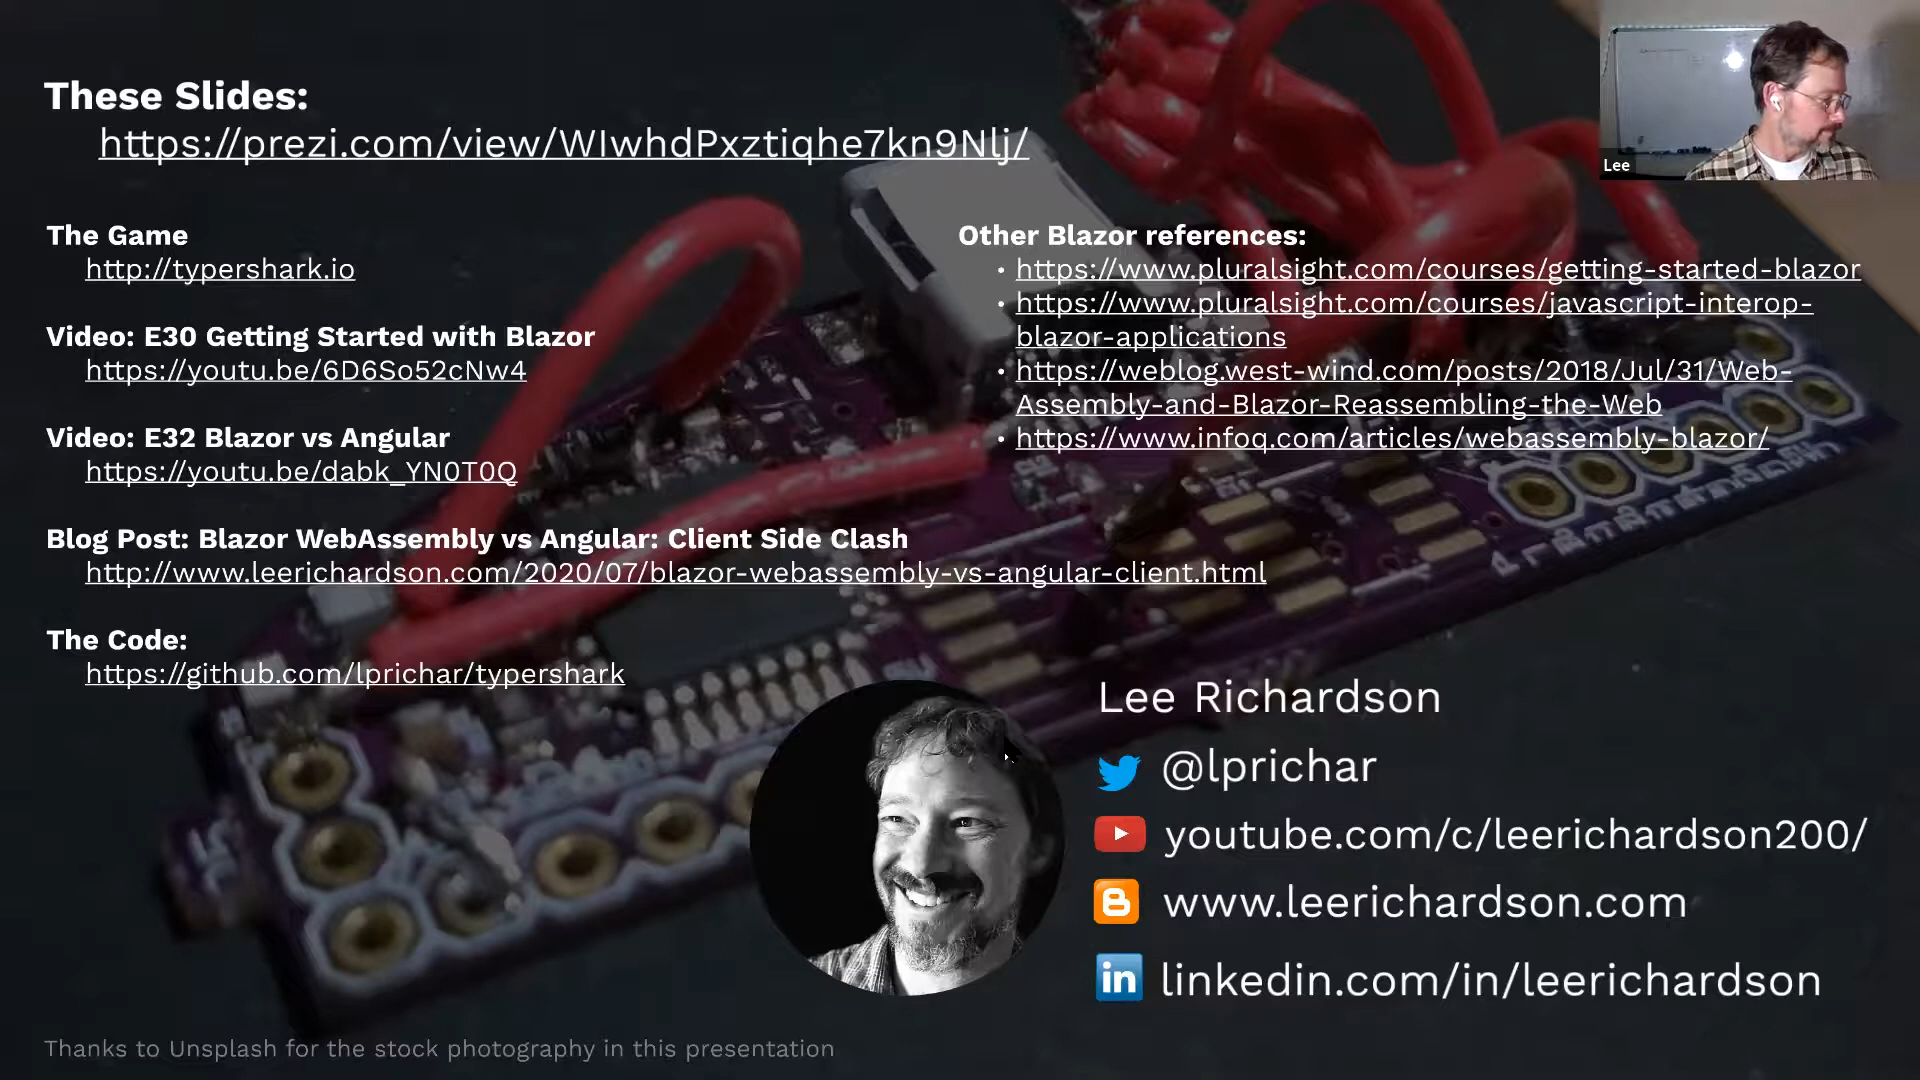 These Slides:
https://prezi.com/view/WIwhdPxztiqhe7kn9Nlj/
The Game
http://typershark.io
Video: E30 Getting Started with Blazor
https://youtu.be/6D6So52cNw4
Video: E32 Blazor vs Angular
https://youtu.be/dabk_YN0T0Q
Blog Post: Blazor WebAssembly vs Angular: Client Side Clash
http://www.leerichardson.com/2020/07/blazor-webassembly-vs-angular-client.html
The Code:
https://github.com/lprichar/typershark
Other Blazor references:
• https://www.pluralsight.com/courses/getting-started-blazor
• https://www.pluralsight.com/courses/javascript-interop-
blazor-applications
• https://weblog.west-wind.com/posts/2018/Jul/31/Web-
Assembly-and-Blazor-Reassembling-the-Web
• https://www.infoq.com/articles/webassembly-blazor/
Lee
Lee Richardson
@lprichar
youtube.com/c/leerichardson200/
www.leerichardson.com
in linkedin.com/in/leerichardson
Thanks to Unsplash for the stock photography in this presentation